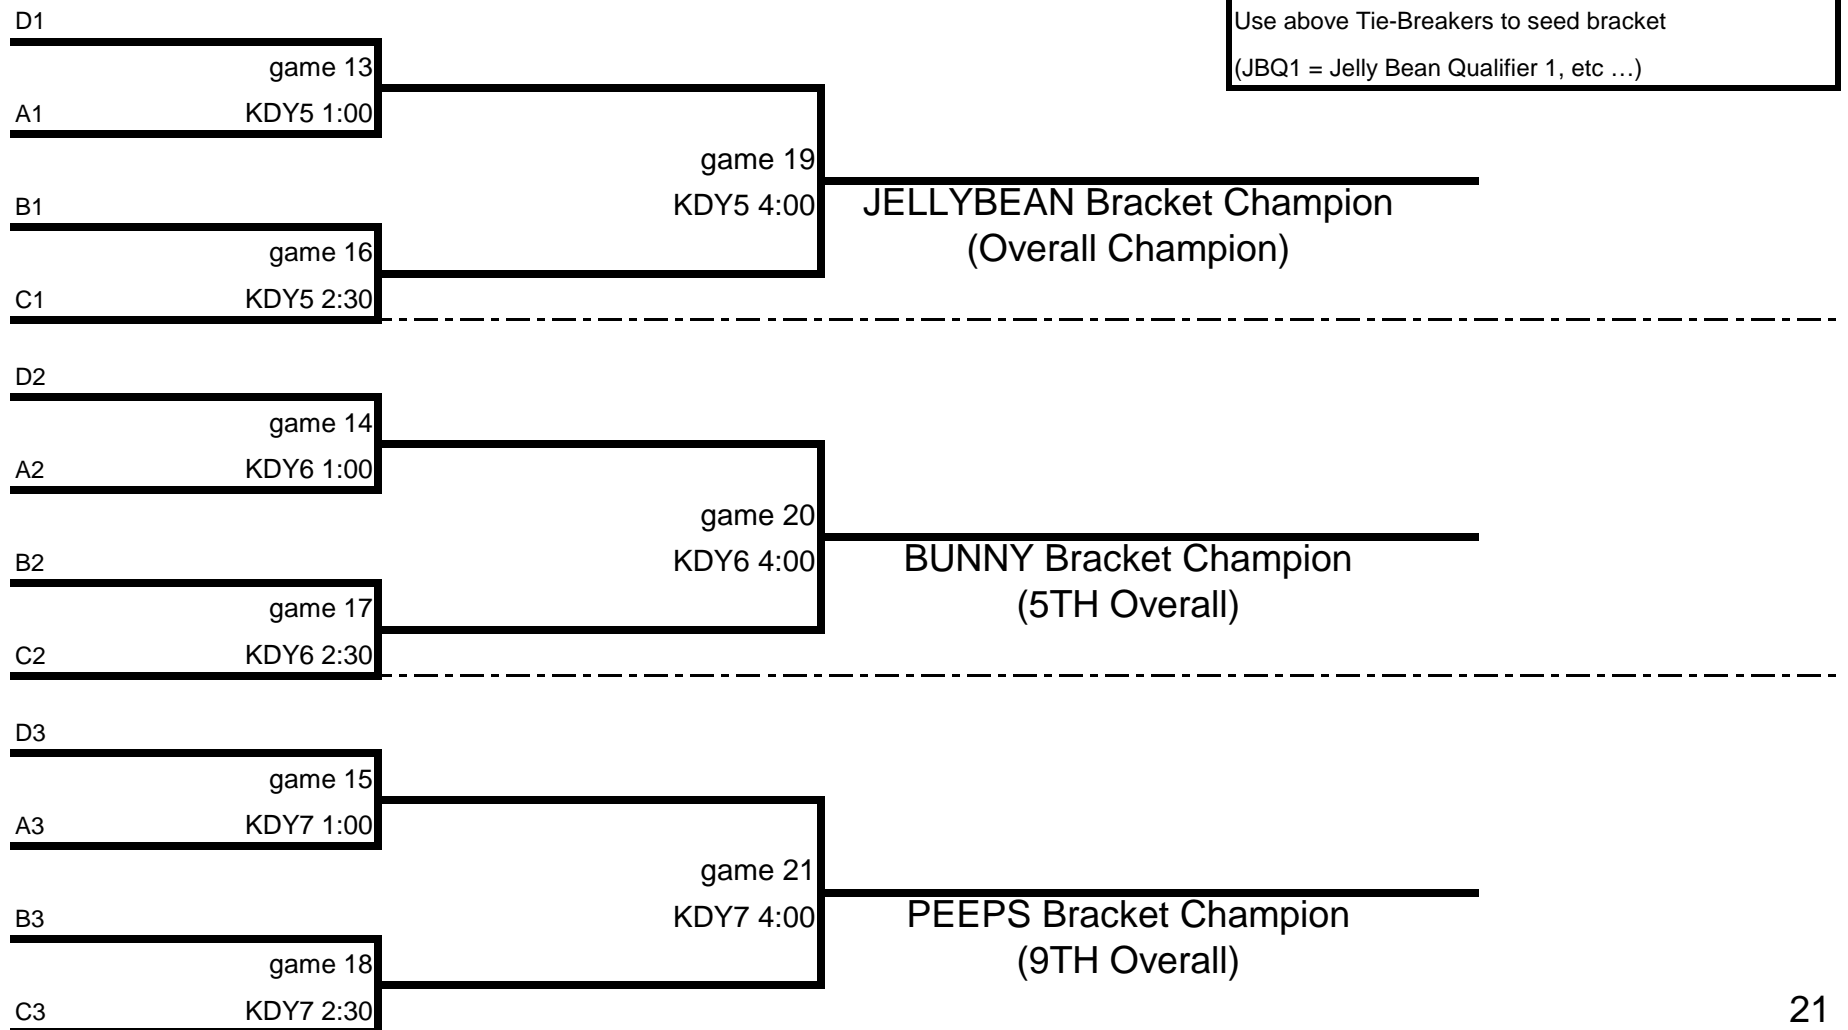 D1
Use above Tie-Breakers to seed bracket
game 13
(JBQ1 = Jelly Bean Qualifier 1, etc …)
A1
KDY5 1:00
game 19
B1
KDY5 4:00
JELLYBEAN Bracket Champion
game 16
(Overall Champion)
C1
KDY5 2:30
D2
game 14
A2
KDY6 1:00
game 20
B2
KDY6 4:00
BUNNY Bracket Champion
game 17
(5TH Overall)
C2
KDY6 2:30
D3
game 15
A3
KDY7 1:00
game 21
B3
KDY7 4:00
PEEPS Bracket Champion
game 18
(9TH Overall)
C3
KDY7 2:30
21